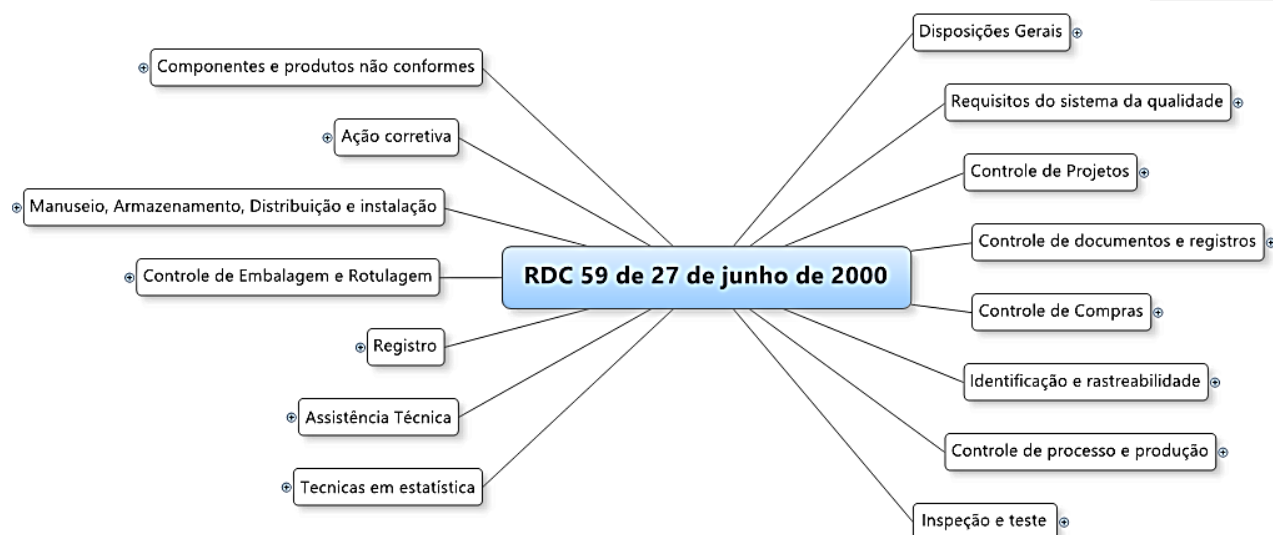 Disposições Gerais
Componentes e produtos não conformes
Requisitos do sistema da qualidade
Ação corretiva
Controle de Projetos
Manuseio, Armazenamento, Distribuição e instalação
Controle de documentos e registros
RDC 59 de 27 de junho de 2000
Controle de Embalagem e Rotulagem
Controle de Compras
Registro
Identificação e rastreabilidade
Assistência Técnica
Controle de processo e produção
Tecnicas em estatística
Inspeção e teste